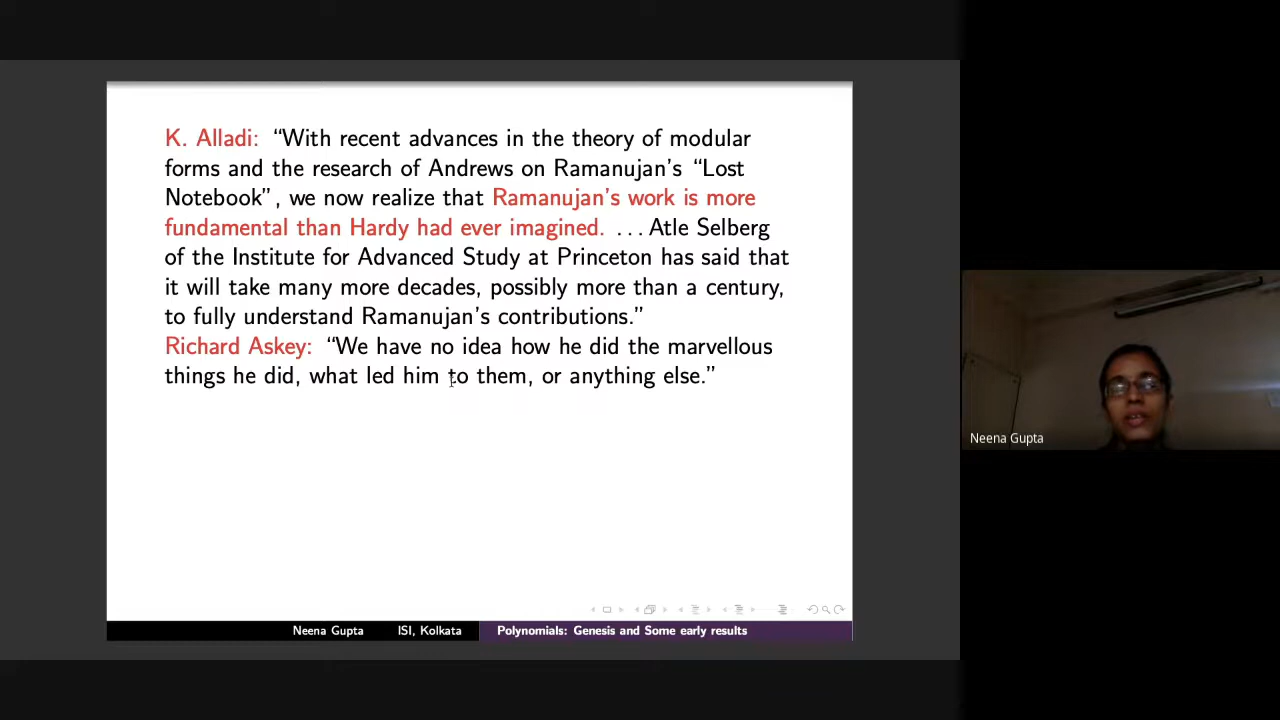 K. Alladi: “With recent advances in the theory of modular
forms and the research of Andrews on Ramanujan’s “Lost
Notebook”, we now realize that Ramanujan’s work is more
fundamental than Hardy had ever imagined. ... Atle Selberg
of the Institute for Advanced Study at Princeton has said that
it will take many more decades, possibly more than a century,
to fully understand Ramanujan’s contributions.”
Richard Askey: “We have no idea how he did the marvellous
things he did, what led him to them, or anything else.”
Neena Gupta ISI, Kolkata Polynomials: Genesis and Some early results
Neena Gupta